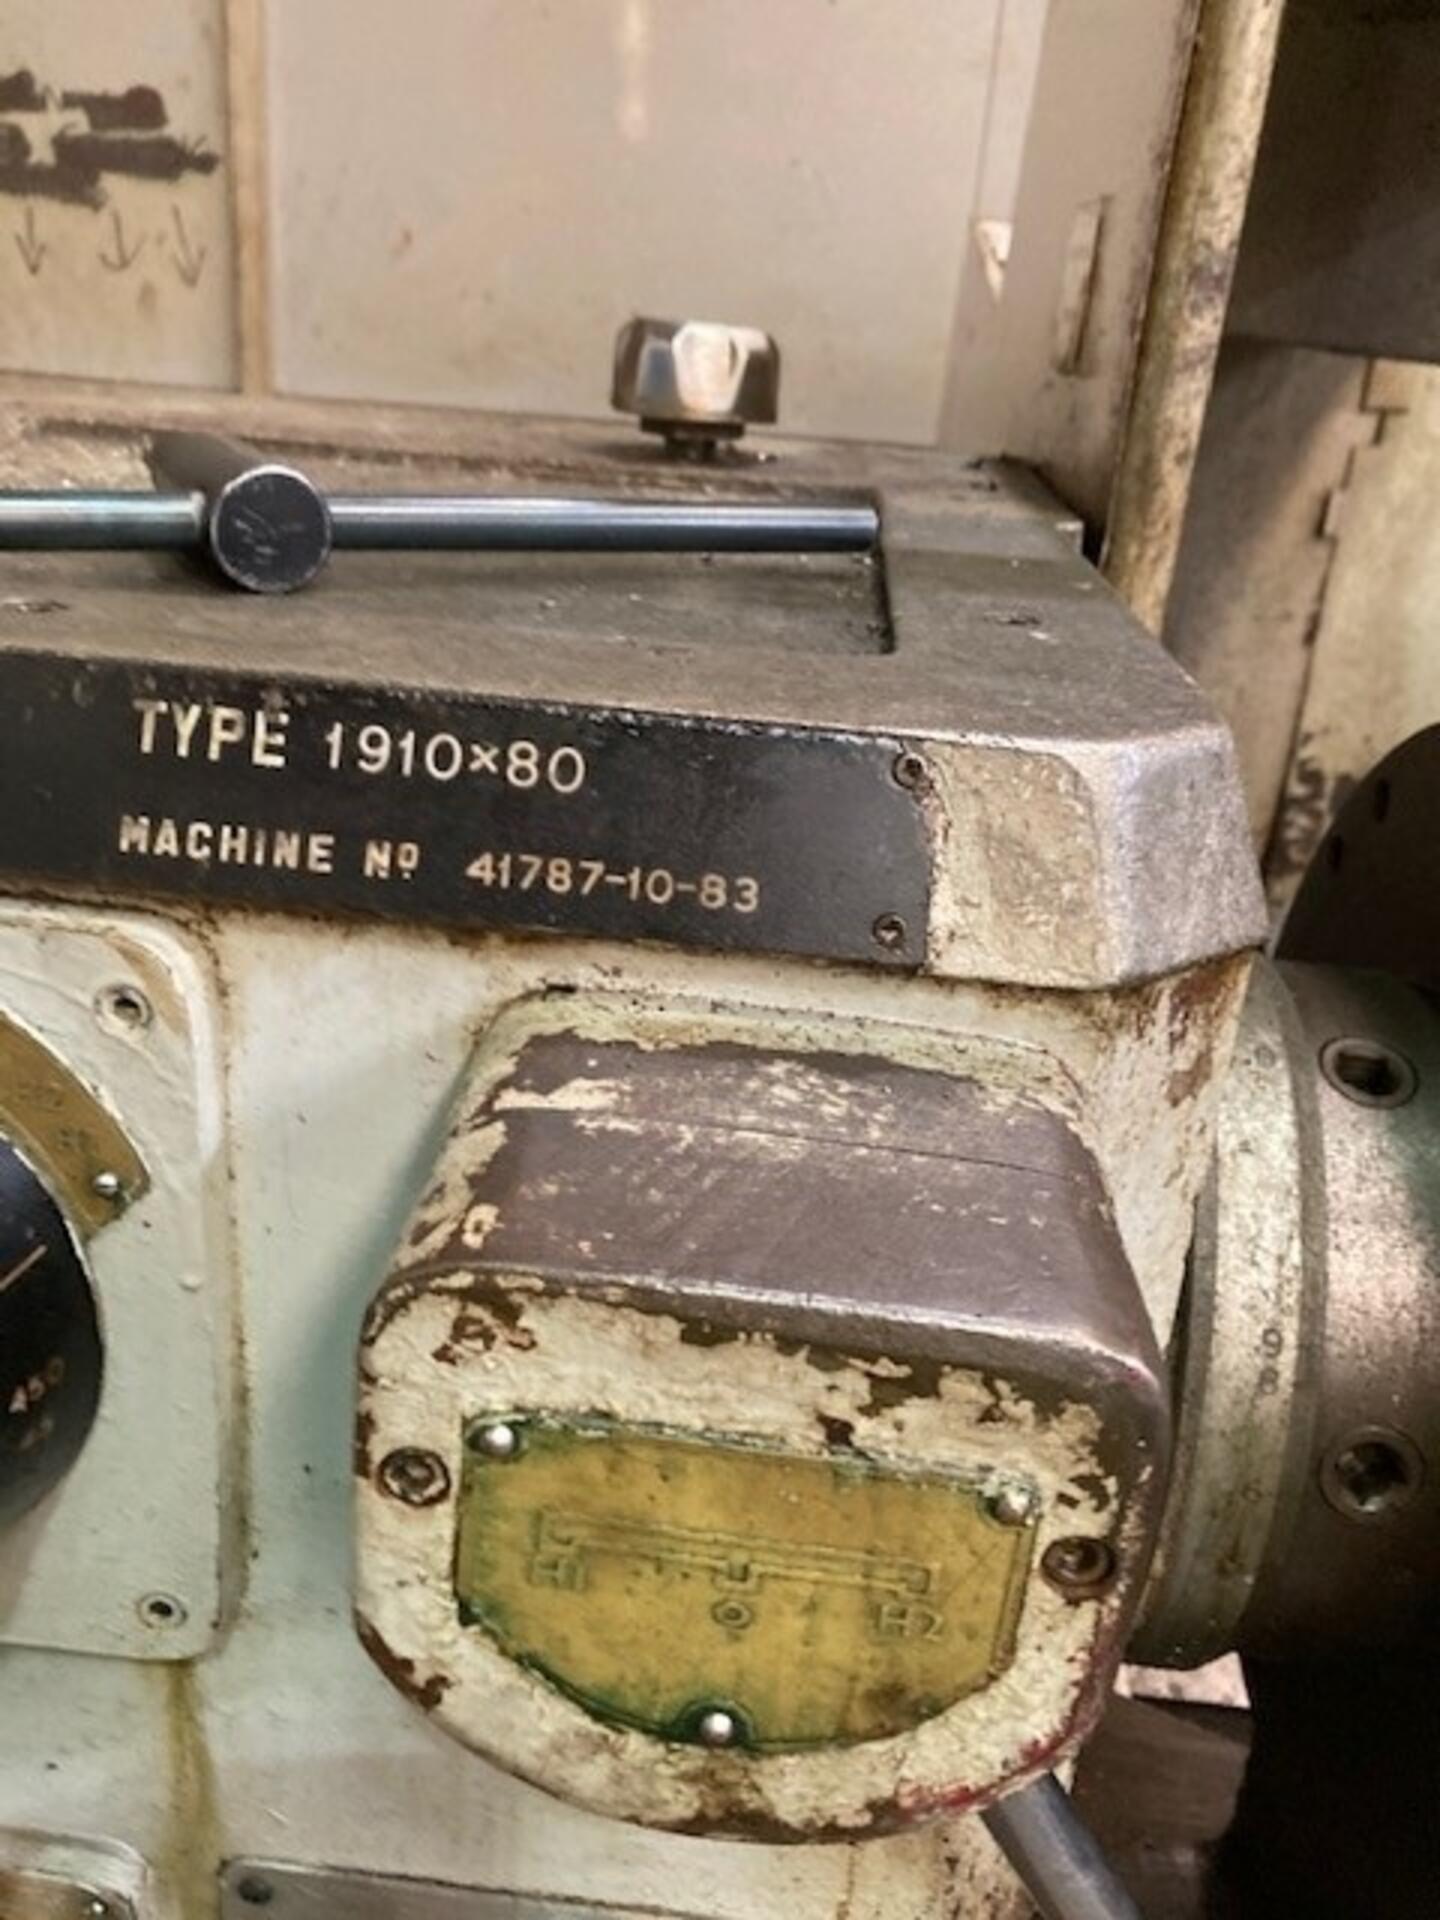 TYPE 1910×80
MACHINE Nº 41787-10-83
450
H1
H2